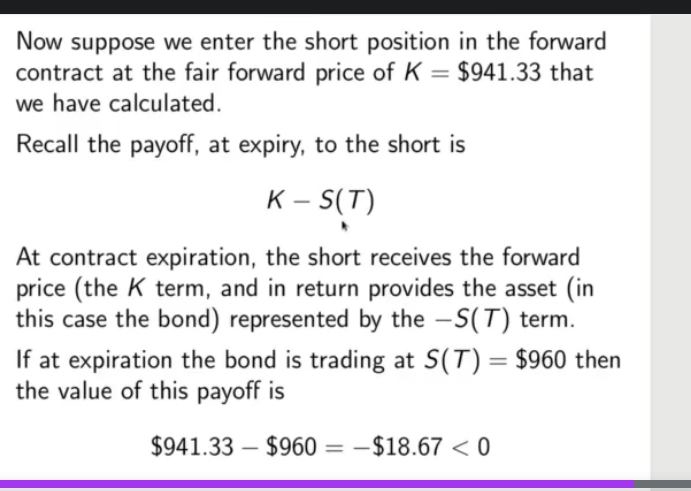 Now suppose we enter the short position in the forward
contract at the fair forward price of K = $941.33 that
we have calculated.
Recall the payoff, at expiry, to the short is
K − S(T)
At contract expiration, the short receives the forward
price (the K term, and in return provides the asset (in
this case the bond) represented by the −S(T) term.
If at expiration the bond is trading at S(T) = $960 then
the value of this payoff is
$941.33 − $960 = −$18.67 < 0